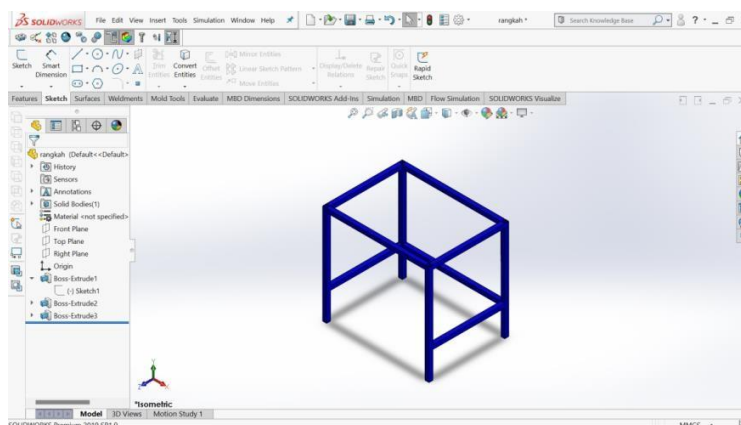 SOLIDWORKS File Edit View Insert Tools Simulation Window Help rangkah * Search Knowledge Base
Sketch Smart Dimension Trim Entities Convert Entities Offset Entities Mirror Entities Linear Sketch Pattern Move Entities Display/Delete Relations Repair Sketch Quick Snaps Rapid Sketch
Features Sketch Surfaces Weldments Mold Tools Evaluate MBD Dimensions SOLIDWORKS Add-Ins Simulation MBD Flow Simulation SOLIDWORKS Visualize
rangkah (Default<<Default>
History
Sensors
Annotations
Solid Bodies(1)
Material <not specified>
Front Plane
Top Plane
Right Plane
Origin
Boss-Extrude1
(-) Sketch1
Boss-Extrude2
Boss-Extrude3
*Isometric
Model 3D Views Motion Study 1
SOLIDWORKS Premium 2019 SP1.0 MMGS